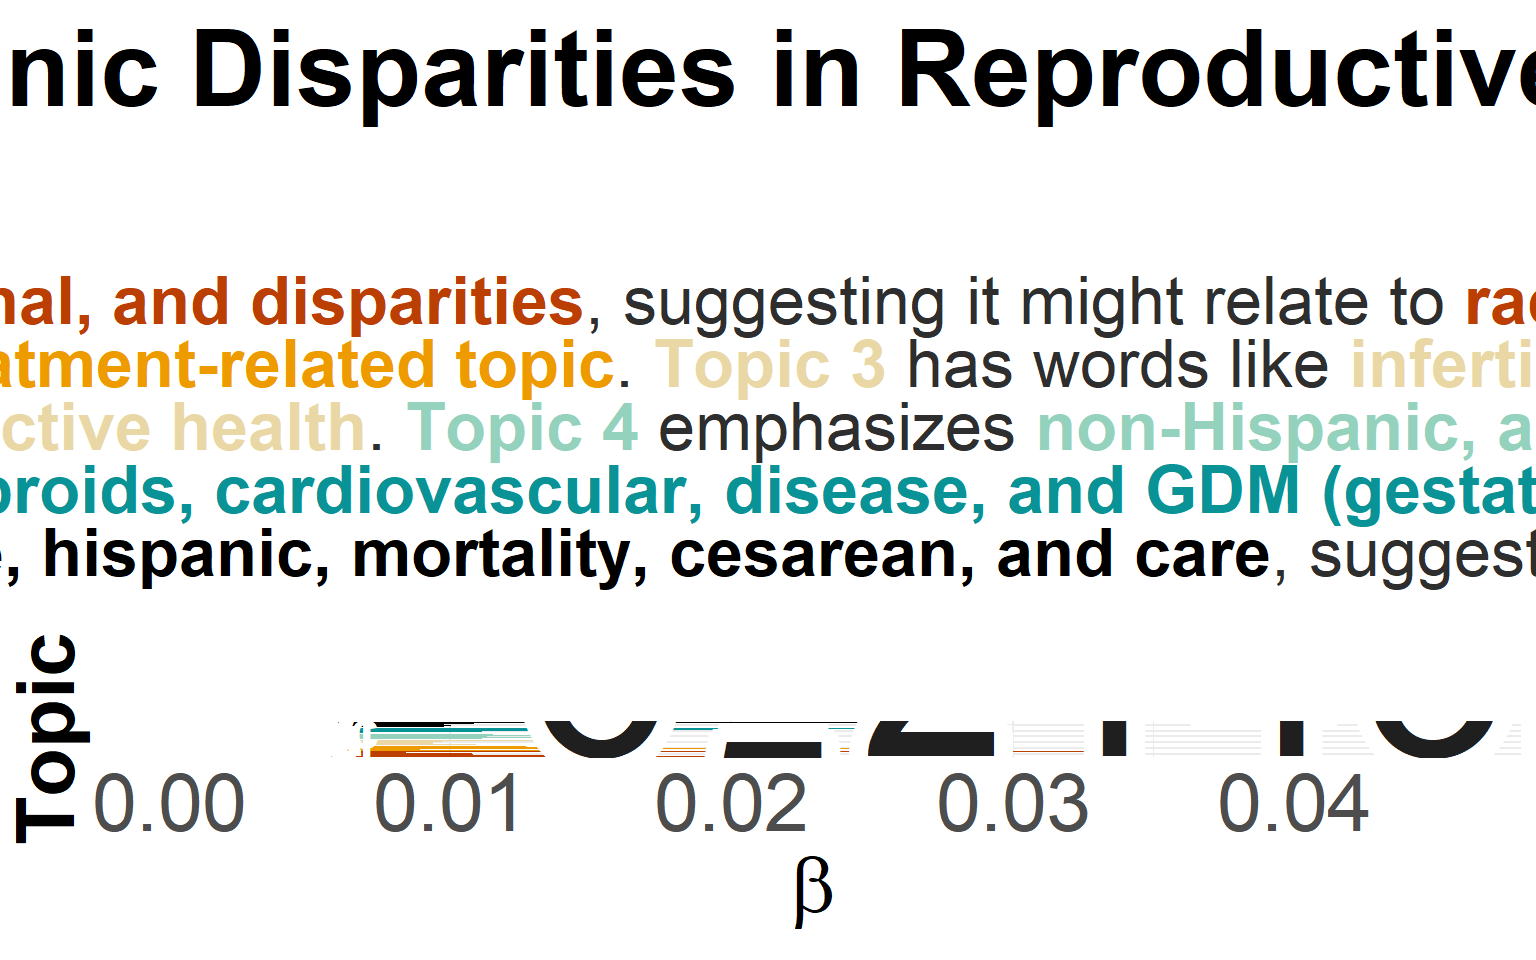 nic Disparities in Reproductive
nal, and disparities, suggesting it might relate to rac
atment-related topic. Topic 3 has words like inferti
ctive health. Topic 4 emphasizes non-Hispanic, a
broids, cardiovascular, disease, and GDM (gestat
e, hispanic, mortality, cesarean, and care, suggest
Topic
0.00 0.01 0.02 0.03 0.04
β